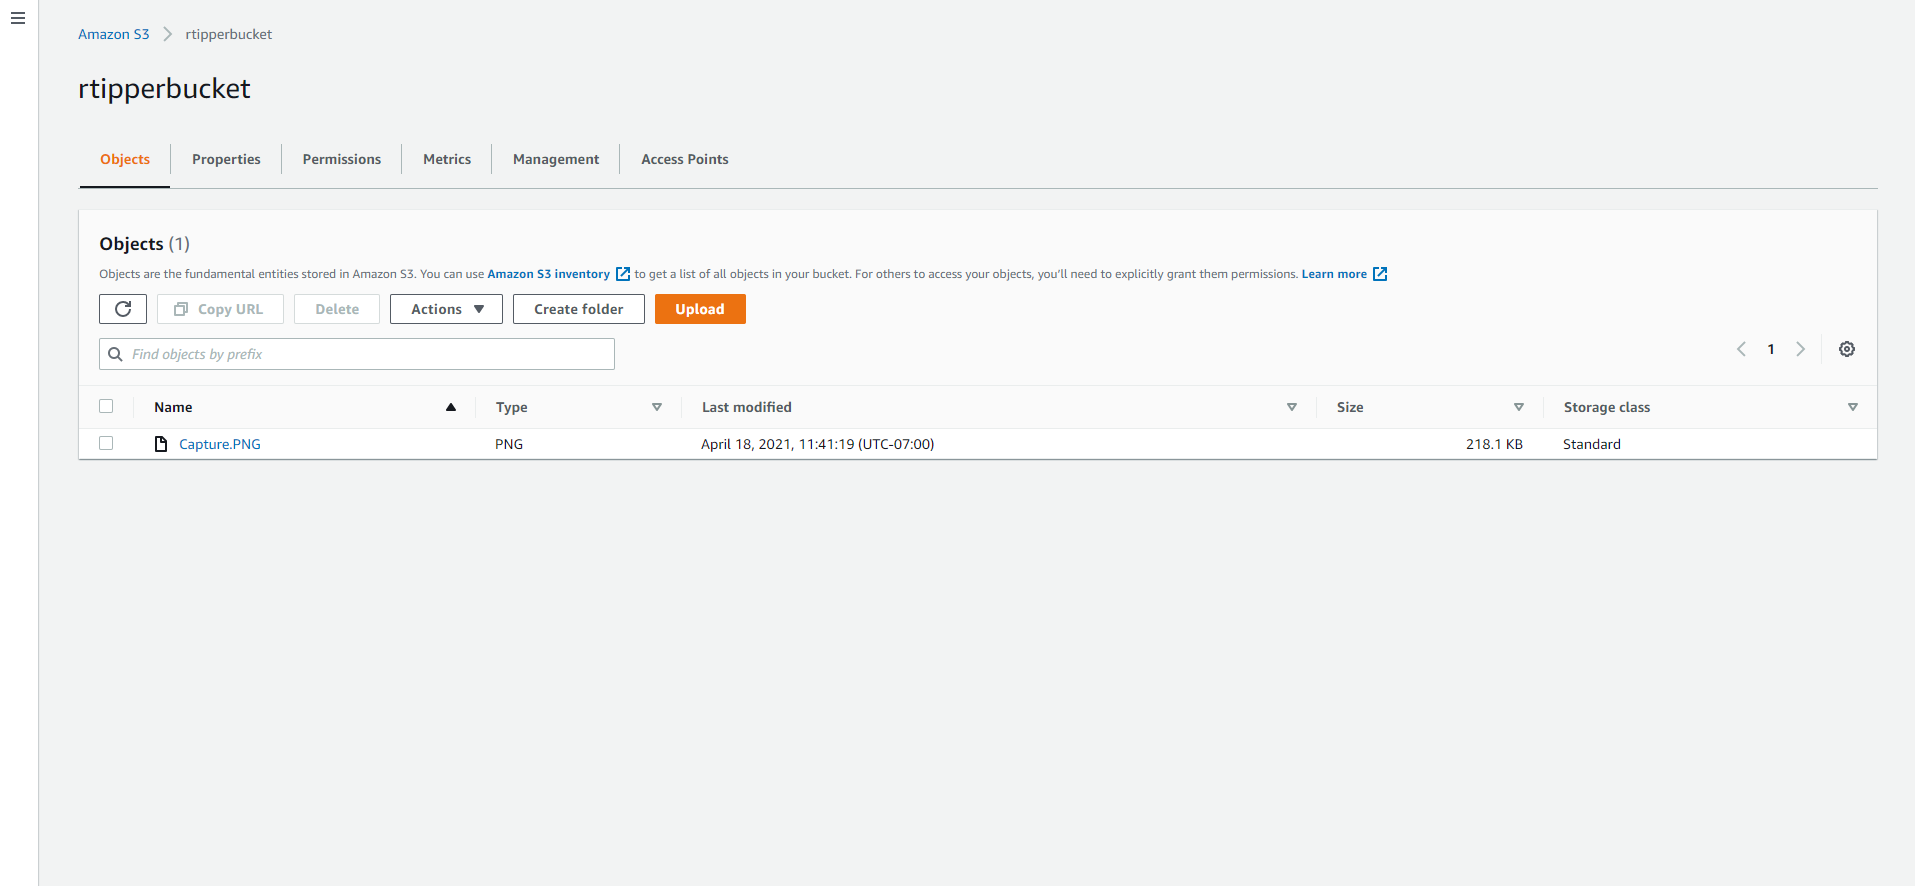 Amazon S3 rtipperbucket
rtipperbucket
Objects Properties Permissions Metrics Management Access Points
Objects (1)
Objects are the fundamental entities stored in Amazon S3. You can use Amazon S3 inventory to get a list of all objects in your bucket. For others to access your objects, you'll need to explicitly grant them permissions. Learn more
Copy URL Delete Actions Create folder Upload
Find objects by prefix 1
Name Type Last modified Size Storage class
Capture.PNG PNG April 18, 2021, 11:41:19 (UTC-07:00) 218.1 KB Standard